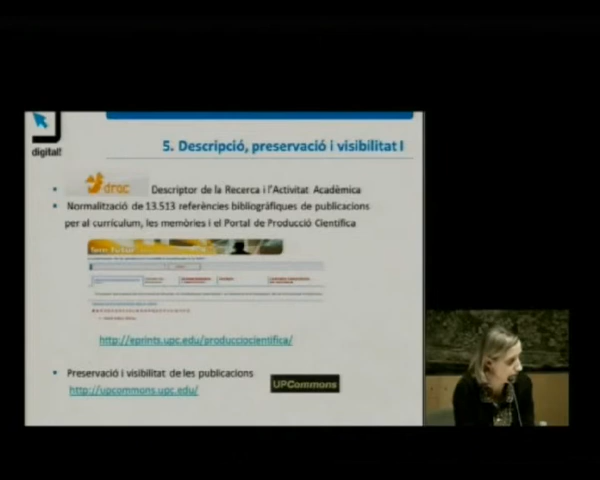 digital!
5. Descripció, preservació i visibilitat I
drac Descriptor de la Recerca i l'Activitat Acadèmica
Normalització de 13.513 referències bibliogràfiques de publicacions
per al currículum, les memòries i el Portal de Producció Científica
http://eprints.upc.edu/producciocientifica/
Preservació i visibilitat de les publicacions
http://upcommons.upc.edu/
UPCommons